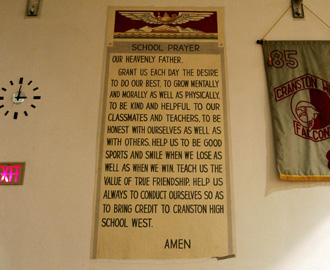 SCHOOL PRAYER
OUR HEAVENLY FATHER,
GRANT US EACH DAY THE DESIRE
TO DO OUR BEST, TO GROW MENTALLY
AND MORALLY AS WELL AS PHYSICALLY,
TO BE KIND AND HELPFUL TO OUR
CLASSMATES AND TEACHERS, TO BE
HONEST WITH OURSELVES AS WELL AS
WITH OTHERS. HELP US TO BE GOOD
SPORTS AND SMILE WHEN WE LOSE AS
WELL AS WHEN WE WIN. TEACH US THE
VALUE OF TRUE FRIENDSHIP. HELP US
ALWAYS TO CONDUCT OURSELVES SO AS
TO BRING CREDIT TO CRANSTON HIGH
SCHOOL WEST.
AMEN
85
CRANSTON
FALCON